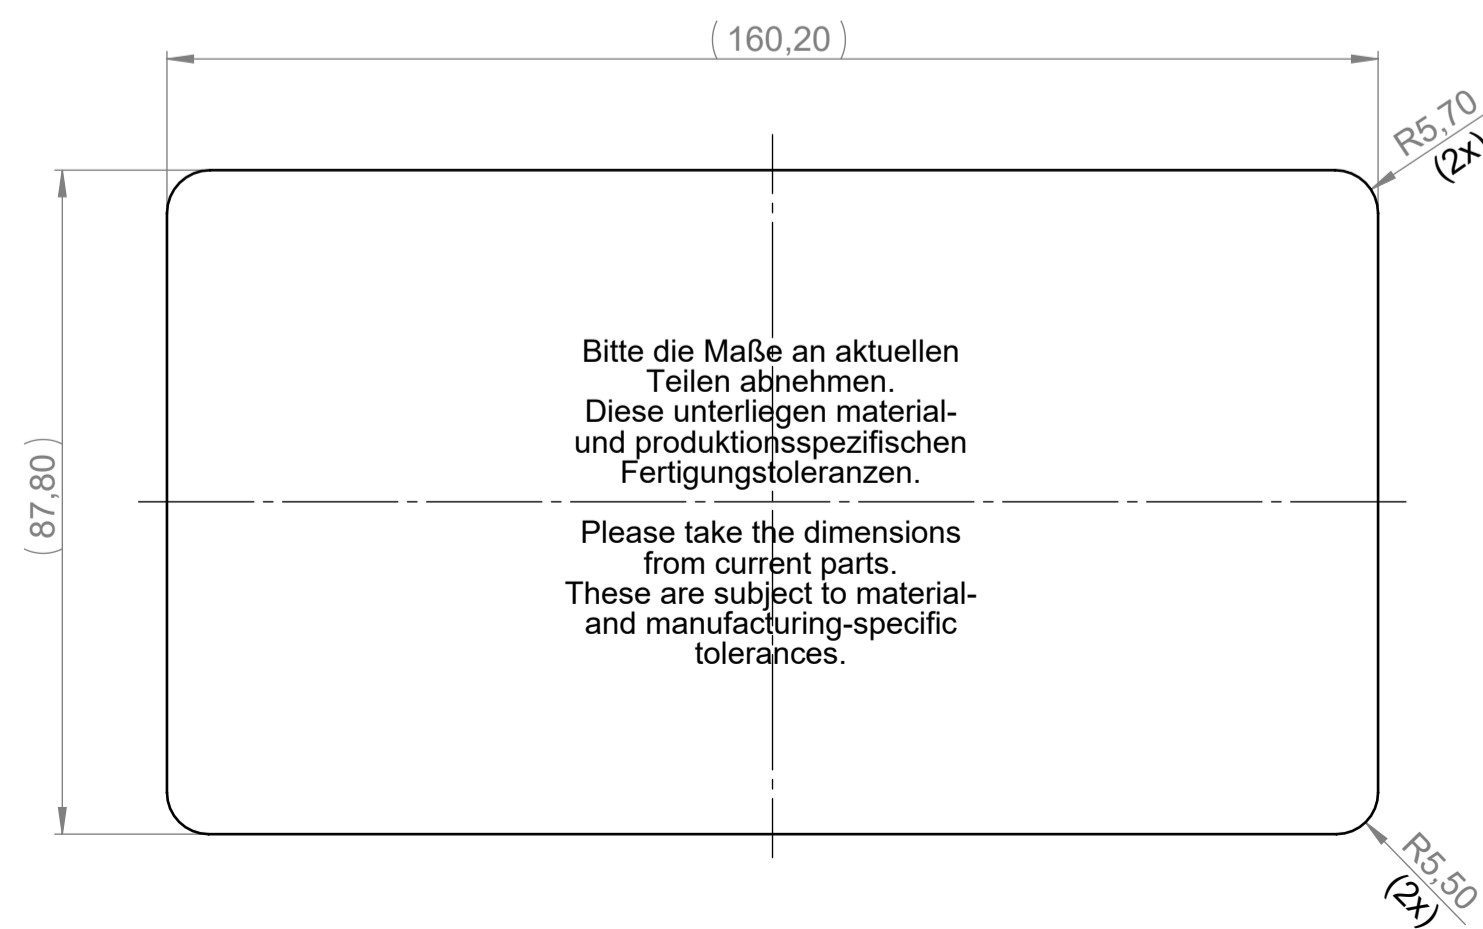 ( 160,20 )
R5,70
(2x)
Bitte die Maße an aktuellen
Teilen abnehmen.
Diese unterliegen material-
und produktionsspezifischen
Fertigungstoleranzen.
( 87,80 )
Please take the dimensions
from current parts.
These are subject to material-
and manufacturing-specific
tolerances.
R5,50
(2x)